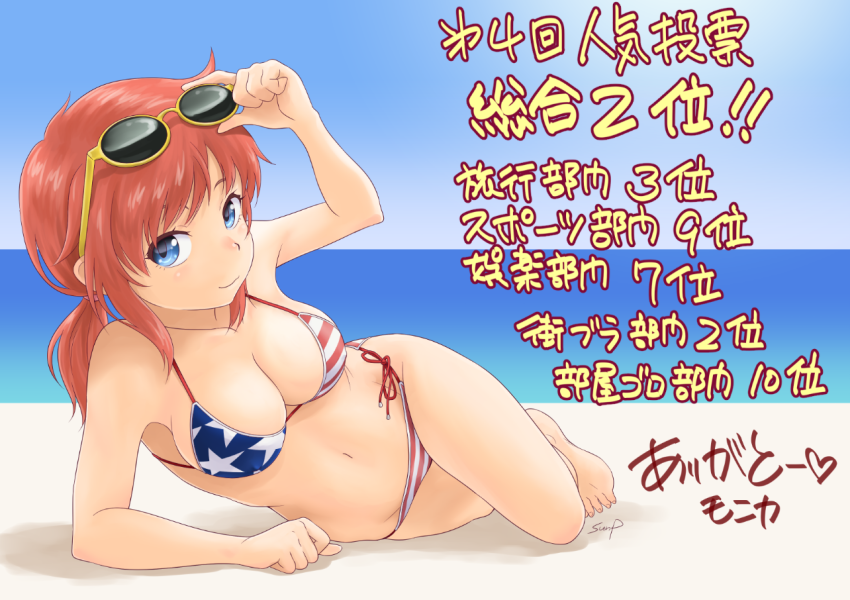 第4回人気投票
総合2位!!
旅行部門 3位
スポーツ部門 9位
娯楽部門 7位
街ブラ部門 2位
部屋ゴロ部門 10位
ありがとー♡
モニカ
SunP